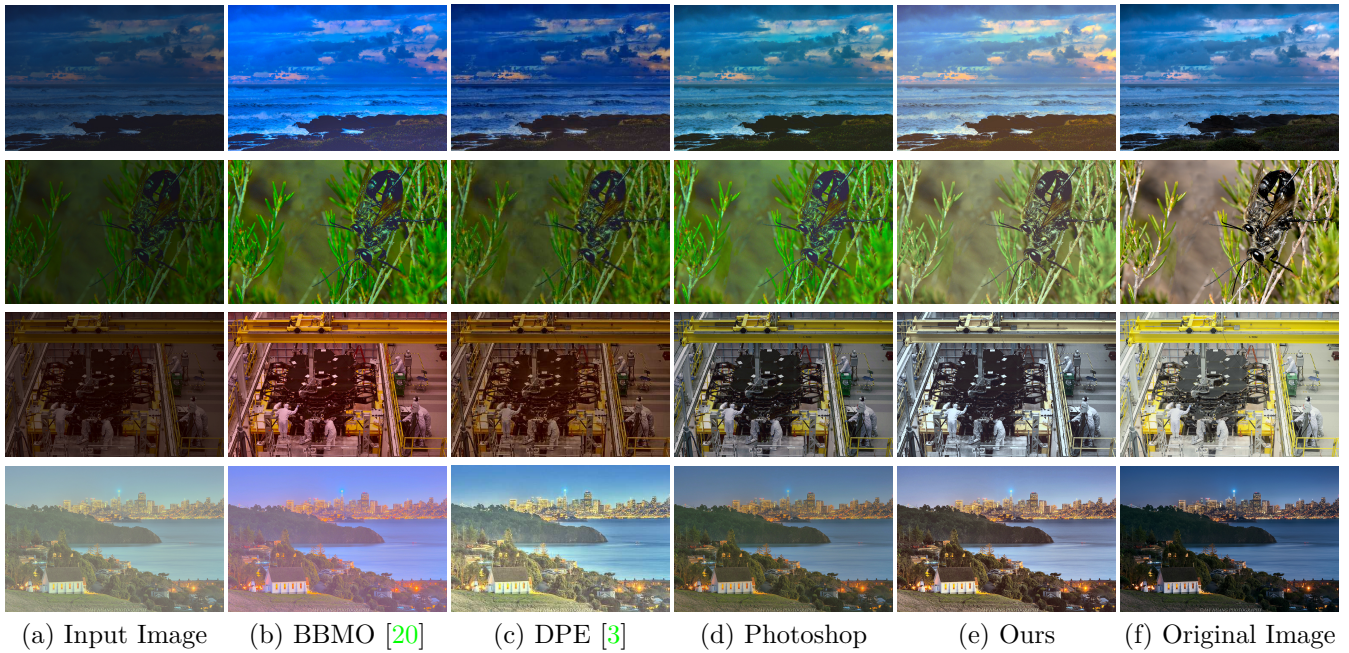 (a) Input Image
(b) BBMO [20]
(c) DPE [3]
(d) Photoshop
(e) Ours
(f) Original Image